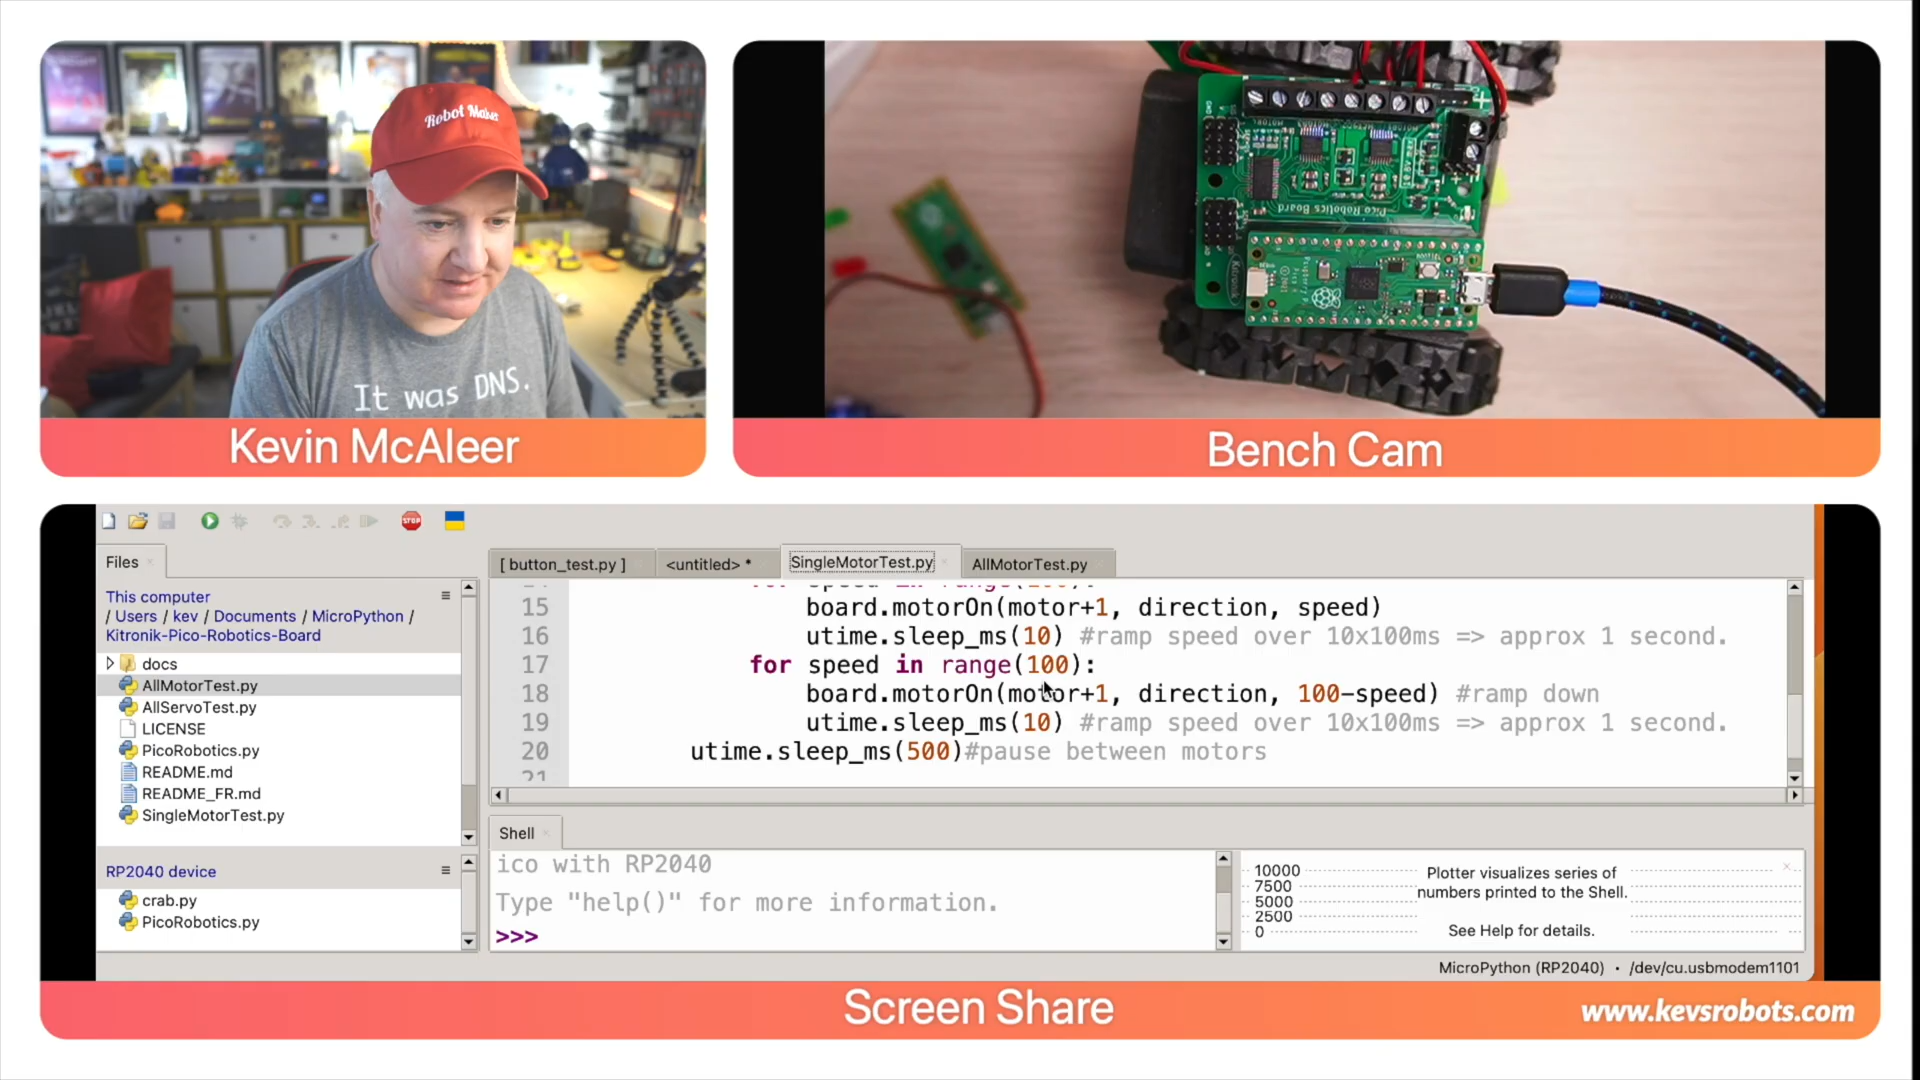 Robot Maker
It was DNS.
Kevin McAleer
Pico Robotics Board
Kitronik
Bench Cam
Files
This computer
/ Users / kev / Documents / MicroPython /
Kitronik-Pico-Robotics-Board
docs
AllMotorTest.py
AllServoTest.py
LICENSE
PicoRobotics.py
README.md
README_FR.md
SingleMotorTest.py
RP2040 device
crab.py
PicoRobotics.py
STOP
[ button_test.py ]
<untitled> *
SingleMotorTest.py
AllMotorTest.py
15 board.motorOn(motor+1, direction, speed)
16 utime.sleep_ms(10) #ramp speed over 10x100ms => approx 1 second.
17 for speed in range(100):
18 board.motorOn(motor+1, direction, 100-speed) #ramp down
19 utime.sleep_ms(10) #ramp speed over 10x100ms => approx 1 second.
20 utime.sleep_ms(500)#pause between motors
21
Shell
ico with RP2040
Type "help()" for more information.
>>>
10000
7500
5000
2500
0
Plotter visualizes series of
numbers printed to the Shell.
See Help for details.
MicroPython (RP2040) • /dev/cu.usbmodem1101
Screen Share
www.kevsrobots.com